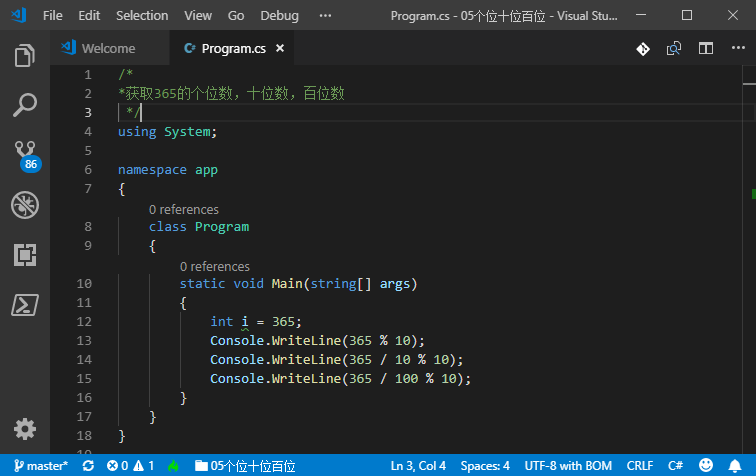 File Edit Selection View Go Debug ··· Program.cs - 05个位十位百位 - Visual Stu...
Welcome Program.cs
1 /*
2 *获取365的个位数，十位数，百位数
3 */
4 using System;
5
6 namespace app
7 {
0 references
8 class Program
9 {
0 references
10 static void Main(string[] args)
11 {
12 int i = 365;
13 Console.WriteLine(365 % 10);
14 Console.WriteLine(365 / 10 % 10);
15 Console.WriteLine(365 / 100 % 10);
16 }
17 }
18 }
86
master* 0 1 05个位十位百位 Ln 3, Col 4 Spaces: 4 UTF-8 with BOM CRLF C#